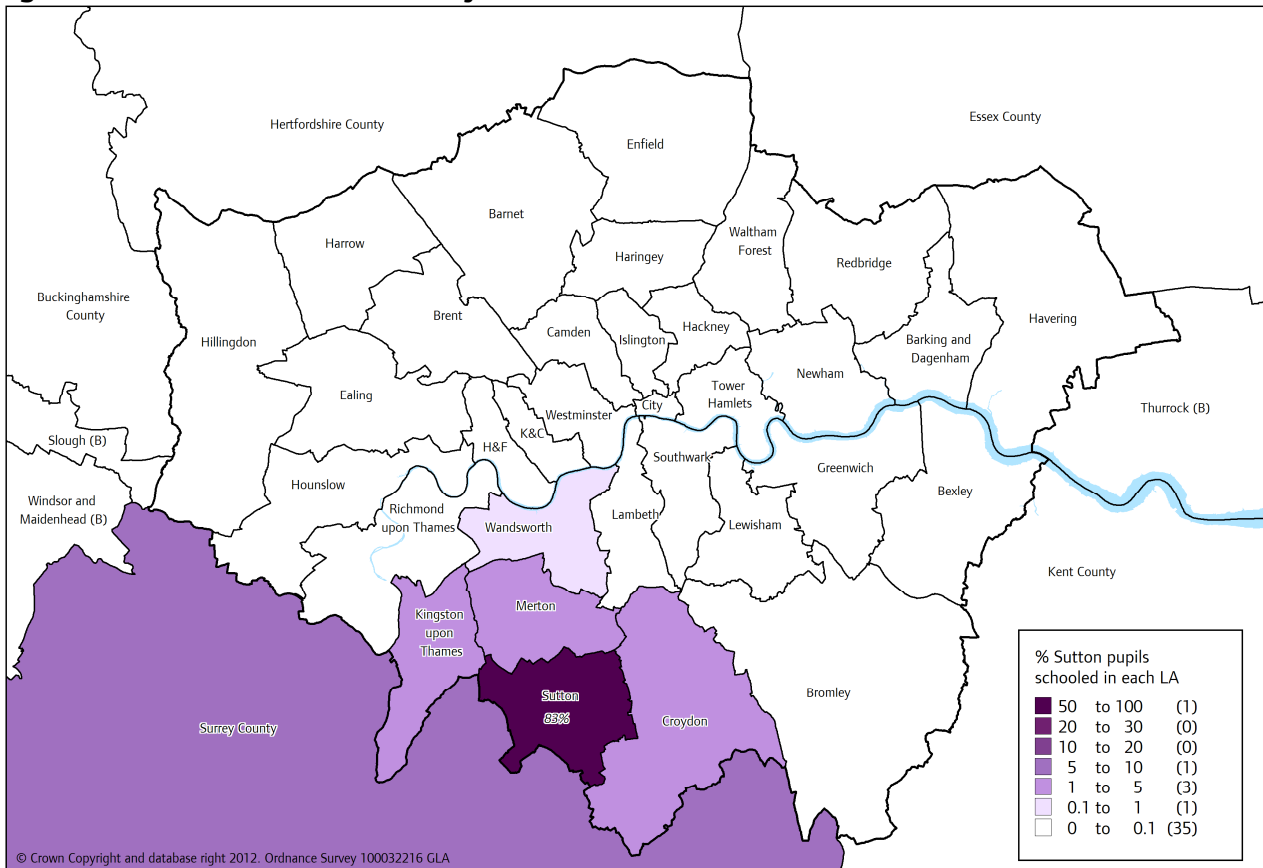 Hertfordshire County
Essex County
Enfield
Barnet
Waltham
Forest
Harrow
Haringey
Redbridge
Buckinghamshire
County
Brent
Hillingdon
Camden
Islington
Hackney
Havering
Barking and
Dagenham
Newham
Ealing
Tower
Hamlets
Westminster
City
Thurrock (B)
Slough (B)
H&F
K&C
Southwark
Greenwich
Hounslow
Bexley
Windsor and
Maidenhead (B)
Richmond
upon Thames
Wandsworth
Lambeth
Lewisham
Kent County
Kingston
upon
Thames
Merton
Sutton
83%
Croydon
Bromley
Surrey County
% Sutton pupils
schooled in each LA
50 to 100 (1)
20 to 30 (0)
10 to 20 (0)
5 to 10 (1)
1 to 5 (3)
0.1 to 1 (1)
0 to 0.1 (35)
© Crown Copyright and database right 2012. Ordnance Survey 100032216 GLA